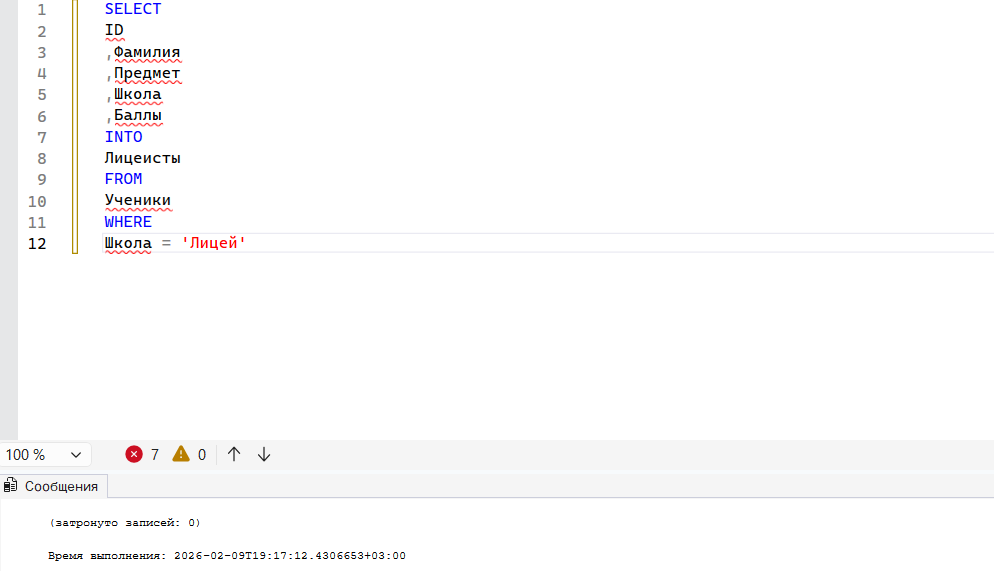 1 SELECT
2 ID
3 ,Фамилия
4 ,Предмет
5 ,Школа
6 ,Баллы
7 INTO
8 Лицеисты
9 FROM
10 Ученики
11 WHERE
12 Школа = 'Лицей'
100 % 7 0
Сообщения
(затронуто записей: 0)
Время выполнения: 2026-02-09T19:17:12.4306653+03:00